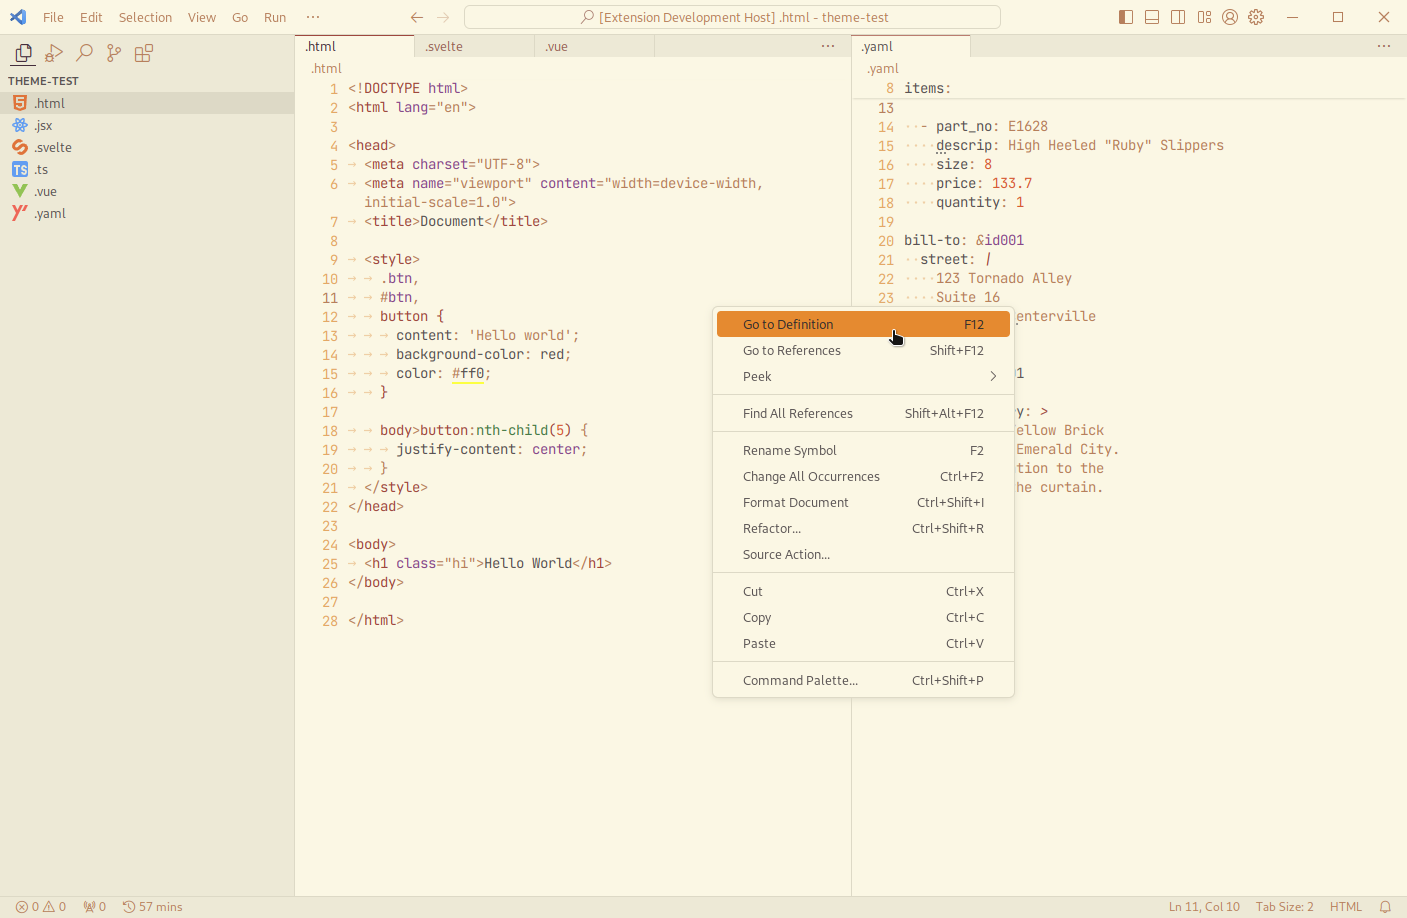 File Edit Selection View Go Run ··· [Extension Development Host] .html - theme-test
THEME-TEST
.html
.jsx
.svelte
.ts
.vue
.yaml
.html .svelte .vue ···
.html
1 <!DOCTYPE html>
2 <html lang="en">
3
4 <head>
5 → <meta charset="UTF-8">
6 → <meta name="viewport" content="width=device-width,
initial-scale=1.0">
7 → <title>Document</title>
8
9 → <style>
10 → → .btn,
11 → → #btn,
12 → → button {
13 → → → content: 'Hello world';
14 → → → background-color: red;
15 → → → color: #ff0;
16 → → }
17
18 → → body>button:nth-child(5) {
19 → → → justify-content: center;
20 → → }
21 → </style>
22 </head>
23
24 <body>
25 → <h1 class="hi">Hello World</h1>
26 </body>
27
28 </html>
.yaml ···
.yaml
8 items:
13
14 ··- part_no: E1628
15 ····descrip: High Heeled "Ruby" Slippers
16 ····size: 8
17 ····price: 133.7
18 ····quantity: 1
19
20 bill-to: &id001
21 ··street: |
22 ····123 Tornado Alley
23 ····Suite 16
enterville
1
y: >
ellow Brick
Emerald City.
tion to the
he curtain.
Go to Definition F12
Go to References Shift+F12
Peek
Find All References Shift+Alt+F12
Rename Symbol F2
Change All Occurrences Ctrl+F2
Format Document Ctrl+Shift+I
Refactor... Ctrl+Shift+R
Source Action...
Cut Ctrl+X
Copy Ctrl+C
Paste Ctrl+V
Command Palette... Ctrl+Shift+P
0 0 0 57 mins Ln 11, Col 10 Tab Size: 2 HTML